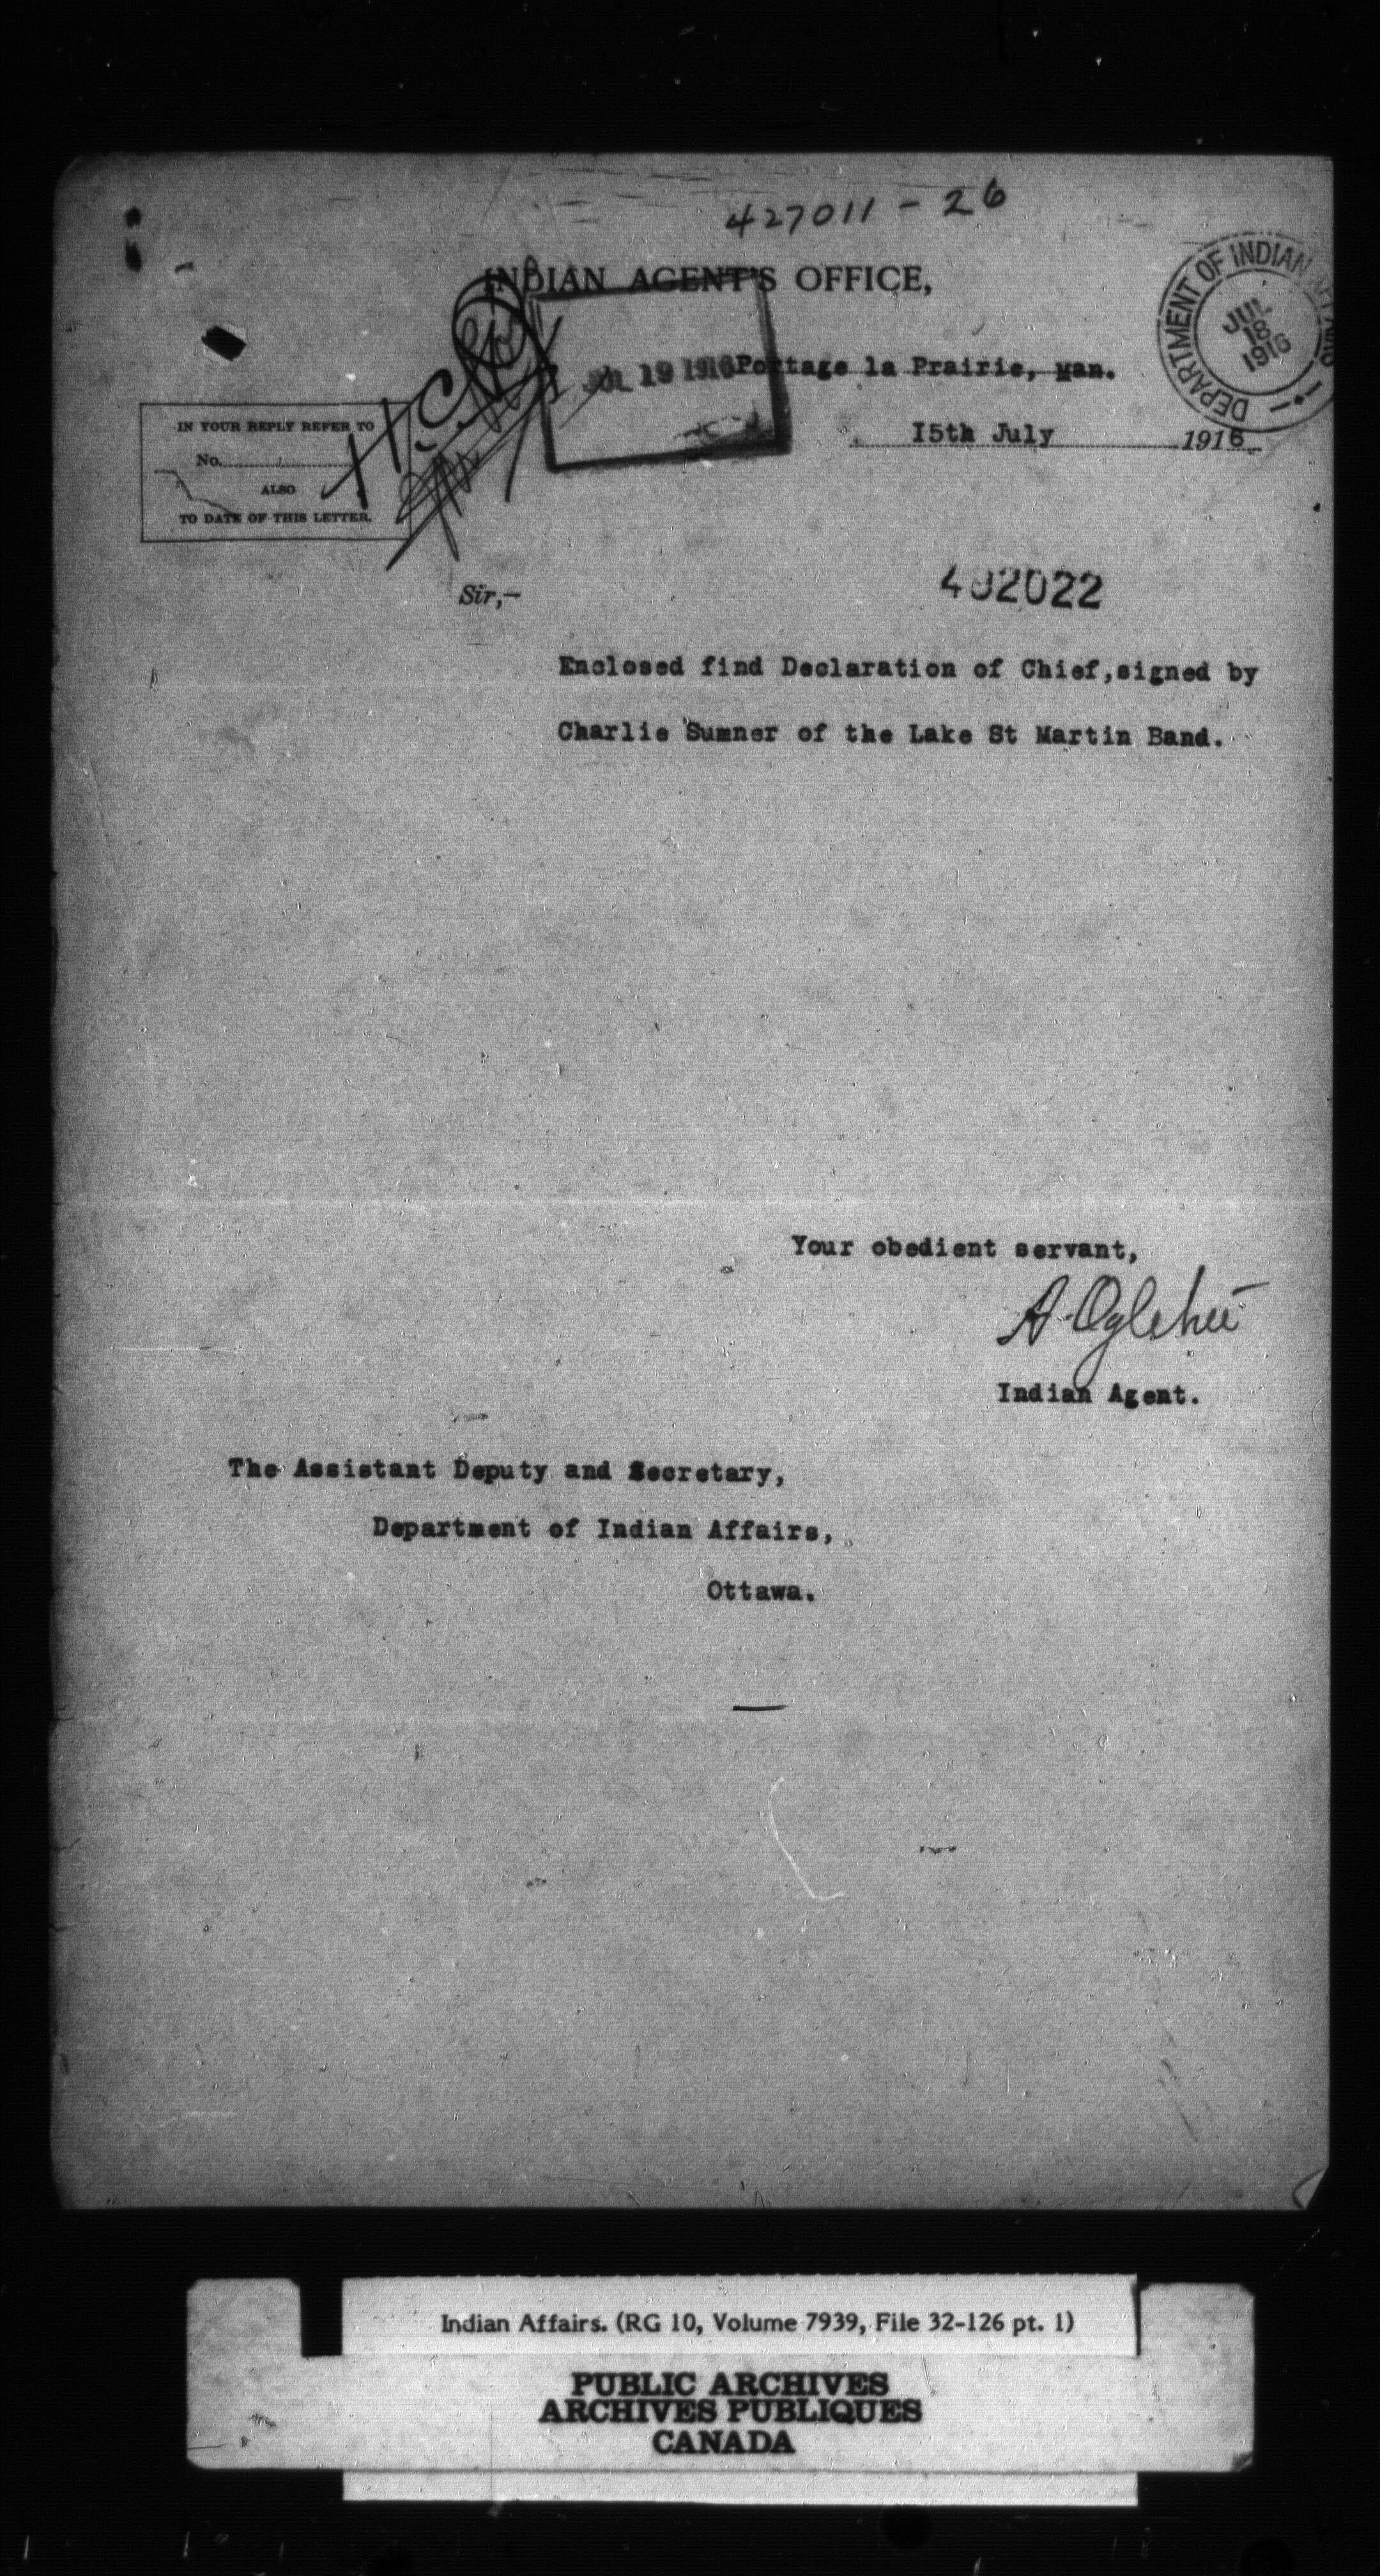 427011 - 26
INDIAN AGENT'S OFFICE,
DEPARTMENT OF INDIAN AFFAIRS
JUL
18
1916
JUL 19 1916
Portage la Prairie, Man.
I5th July 1916
IN YOUR REPLY REFER TO
No.
ALSO
TO DATE OF THIS LETTER.
Sir,-
492022
Enclosed find Declaration of Chief,signed by
Charlie Sumner of the Lake St Martin Band.
Your obedient servant,
A. Ogletree
Indian Agent.
The Assistant Deputy and Secretary,
Department of Indian Affairs,
Ottawa.
Indian Affairs. (RG 10, Volume 7939, File 32-126 pt. 1)
PUBLIC ARCHIVES
ARCHIVES PUBLIQUES
CANADA